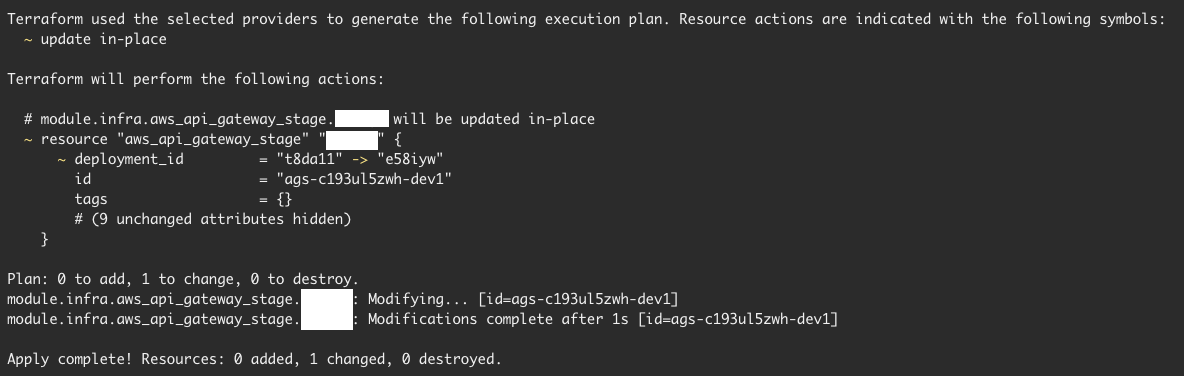 Terraform used the selected providers to generate the following execution plan. Resource actions are indicated with the following symbols:
  ~ update in-place

Terraform will perform the following actions:

  # module.infra.aws_api_gateway_stage.       will be updated in-place
  ~ resource "aws_api_gateway_stage" "      " {
      ~ deployment_id         = "t8da11" -> "e58iyw"
        id                    = "ags-c193ul5zwh-dev1"
        tags                  = {}
        # (9 unchanged attributes hidden)
    }

Plan: 0 to add, 1 to change, 0 to destroy.
module.infra.aws_api_gateway_stage.      : Modifying... [id=ags-c193ul5zwh-dev1]
module.infra.aws_api_gateway_stage.      : Modifications complete after 1s [id=ags-c193ul5zwh-dev1]

Apply complete! Resources: 0 added, 1 changed, 0 destroyed.